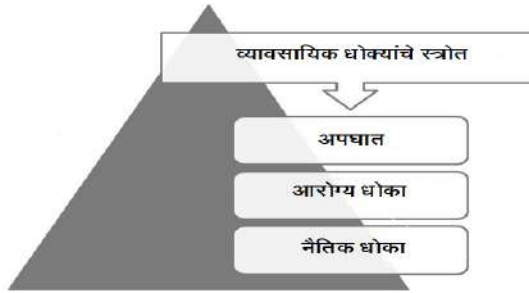 व्यावसायिक धोक्यांचे स्त्रोत
अपघात
आरोग्य धोका
नैतिक धोका